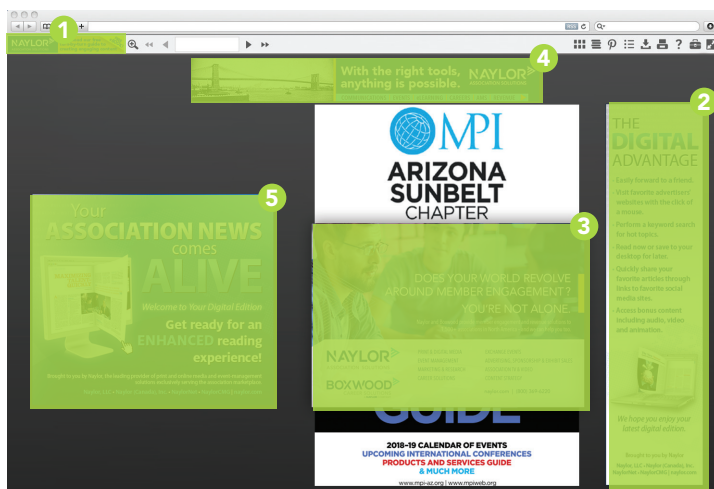 1
NAYLOR
4
With the right tools,
anything is possible.
NAYLOR
2
THE
DIGITAL
ADVANTAGE
· Easily forward to a friend.
· Visit favorite advertisers'
websites with the click of
a mouse.
· Perform a keyword search
for hot topics.
· Read now or save to your
desktop for later.
· Quickly share your
favorite articles through
links to favorite social
media sites.
· Access bonus content
including audio, video
and animation.
We hope you enjoy your
latest digital edition.
Brought to you by Naylor
MPI
ARIZONA
SUNBELT
CHAPTER
5
Your
ASSOCIATION NEWS
comes
ALIVE
Welcome to Your Digital Edition
Get ready for an
ENHANCED reading
experience!
3
DOES YOUR WORLD REVOLVE
AROUND MEMBER ENGAGEMENT?
YOU'RE NOT ALONE.
NAYLOR
BOXWOOD
GUIDE
2018-19 CALENDAR OF EVENTS
UPCOMING INTERNATIONAL CONFERENCES
PRODUCTS AND SERVICES GUIDE
& MUCH MORE
www.mpi-az.org | www.mpiweb.org